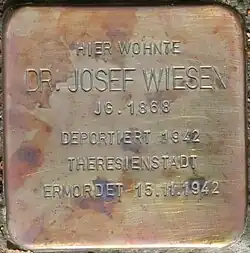 HIER WOHNTE
DR. JOSEF WIESEN
JG. 1868
DEPORTIERT 1942
THERESIENSTADT
ERMORDET 15.11.1942